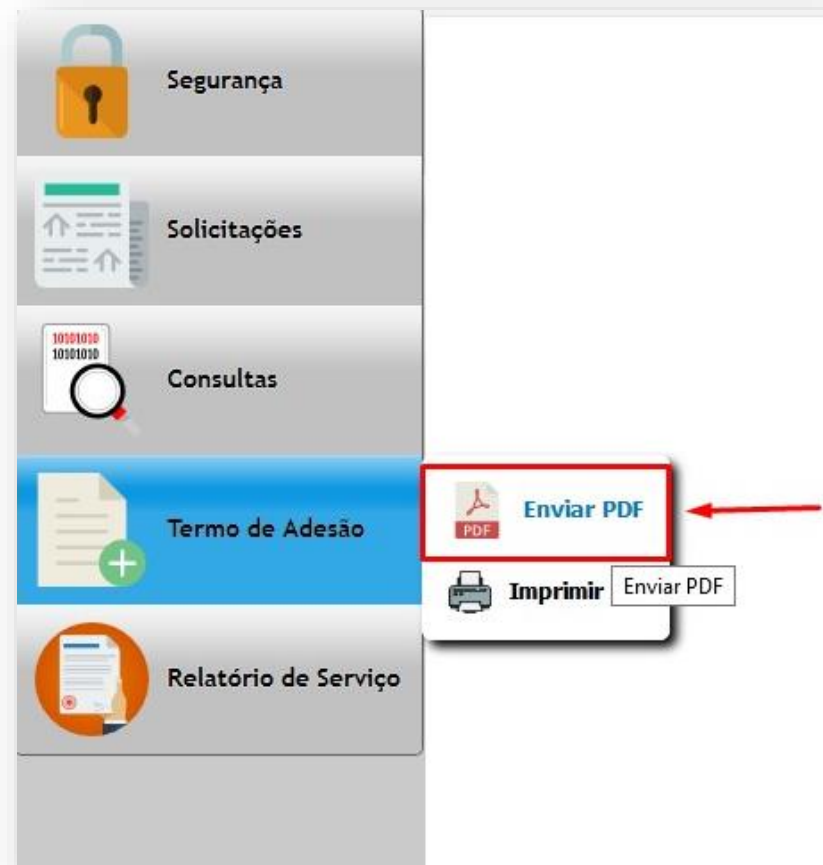 Segurança
Solicitações
10101010
10101010
Consultas
Termo de Adesão
PDF
Enviar PDF
Imprimir
Enviar PDF
Relatório de Serviço